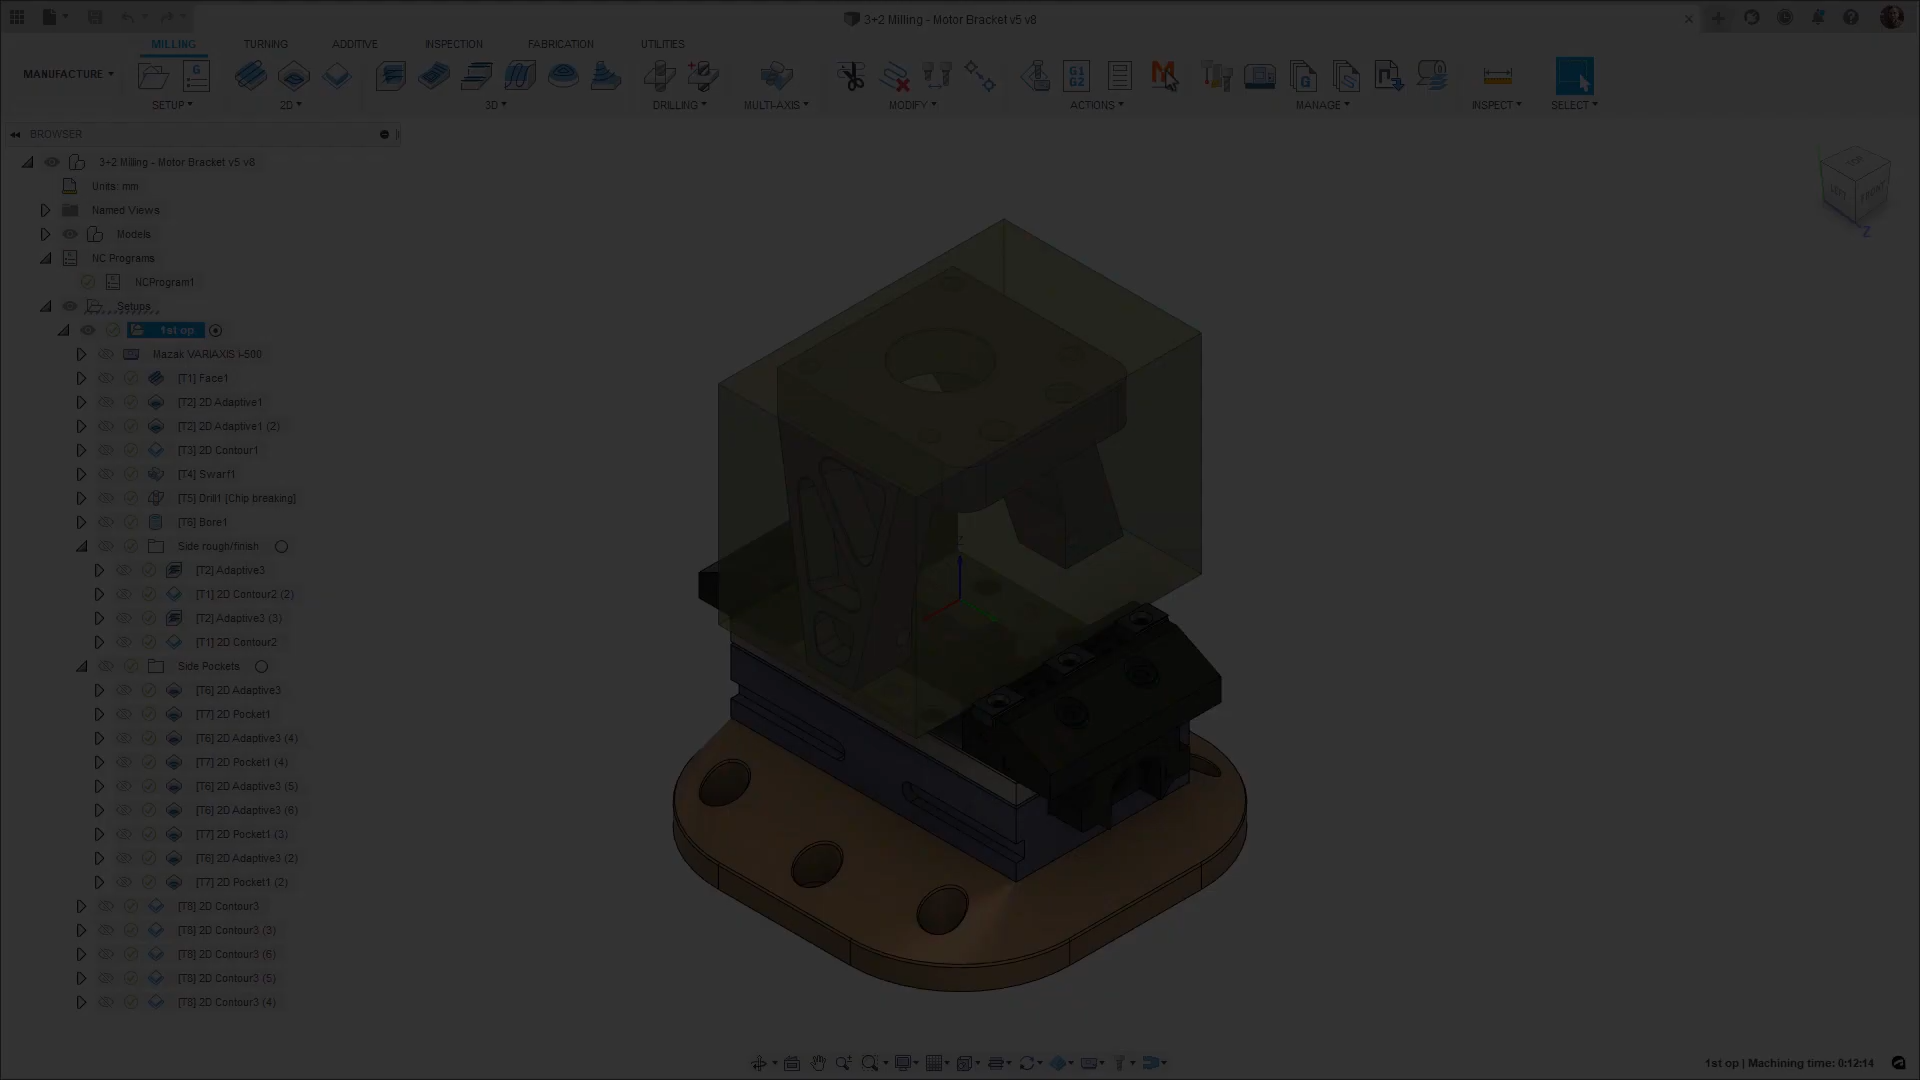 3+2 Milling - Motor Bracket v5 v8
MILLING TURNING ADDITIVE INSPECTION FABRICATION UTILITIES
MANUFACTURE
G G1 G2 G
SETUP 2D 3D DRILLING MULTI-AXIS MODIFY ACTIONS MANAGE INSPECT SELECT
BROWSER
3+2 Milling - Motor Bracket v5 v8
Units: mm
Named Views
Models
NC Programs
NCProgram1
Setups
1st op
Mazak VARIAXIS i-500
[T1] Face1
[T2] 2D Adaptive1
[T2] 2D Adaptive1 (2)
[T3] 2D Contour1
[T4] Swarf1
[T5] Drill1 [Chip breaking]
[T6] Bore1
Side rough/finish
[T2] Adaptive3
[T1] 2D Contour2 (2)
[T2] Adaptive3 (3)
[T1] 2D Contour2
Side Pockets
[T6] 2D Adaptive3
[T7] 2D Pocket1
[T6] 2D Adaptive3 (4)
[T7] 2D Pocket1 (4)
[T6] 2D Adaptive3 (5)
[T6] 2D Adaptive3 (6)
[T7] 2D Pocket1 (3)
[T6] 2D Adaptive3 (2)
[T7] 2D Pocket1 (2)
[T8] 2D Contour3
[T8] 2D Contour3 (3)
[T8] 2D Contour3 (6)
[T8] 2D Contour3 (5)
[T8] 2D Contour3 (4)
TOP
LEFT FRONT
Z
1st op | Machining time: 0:12:14